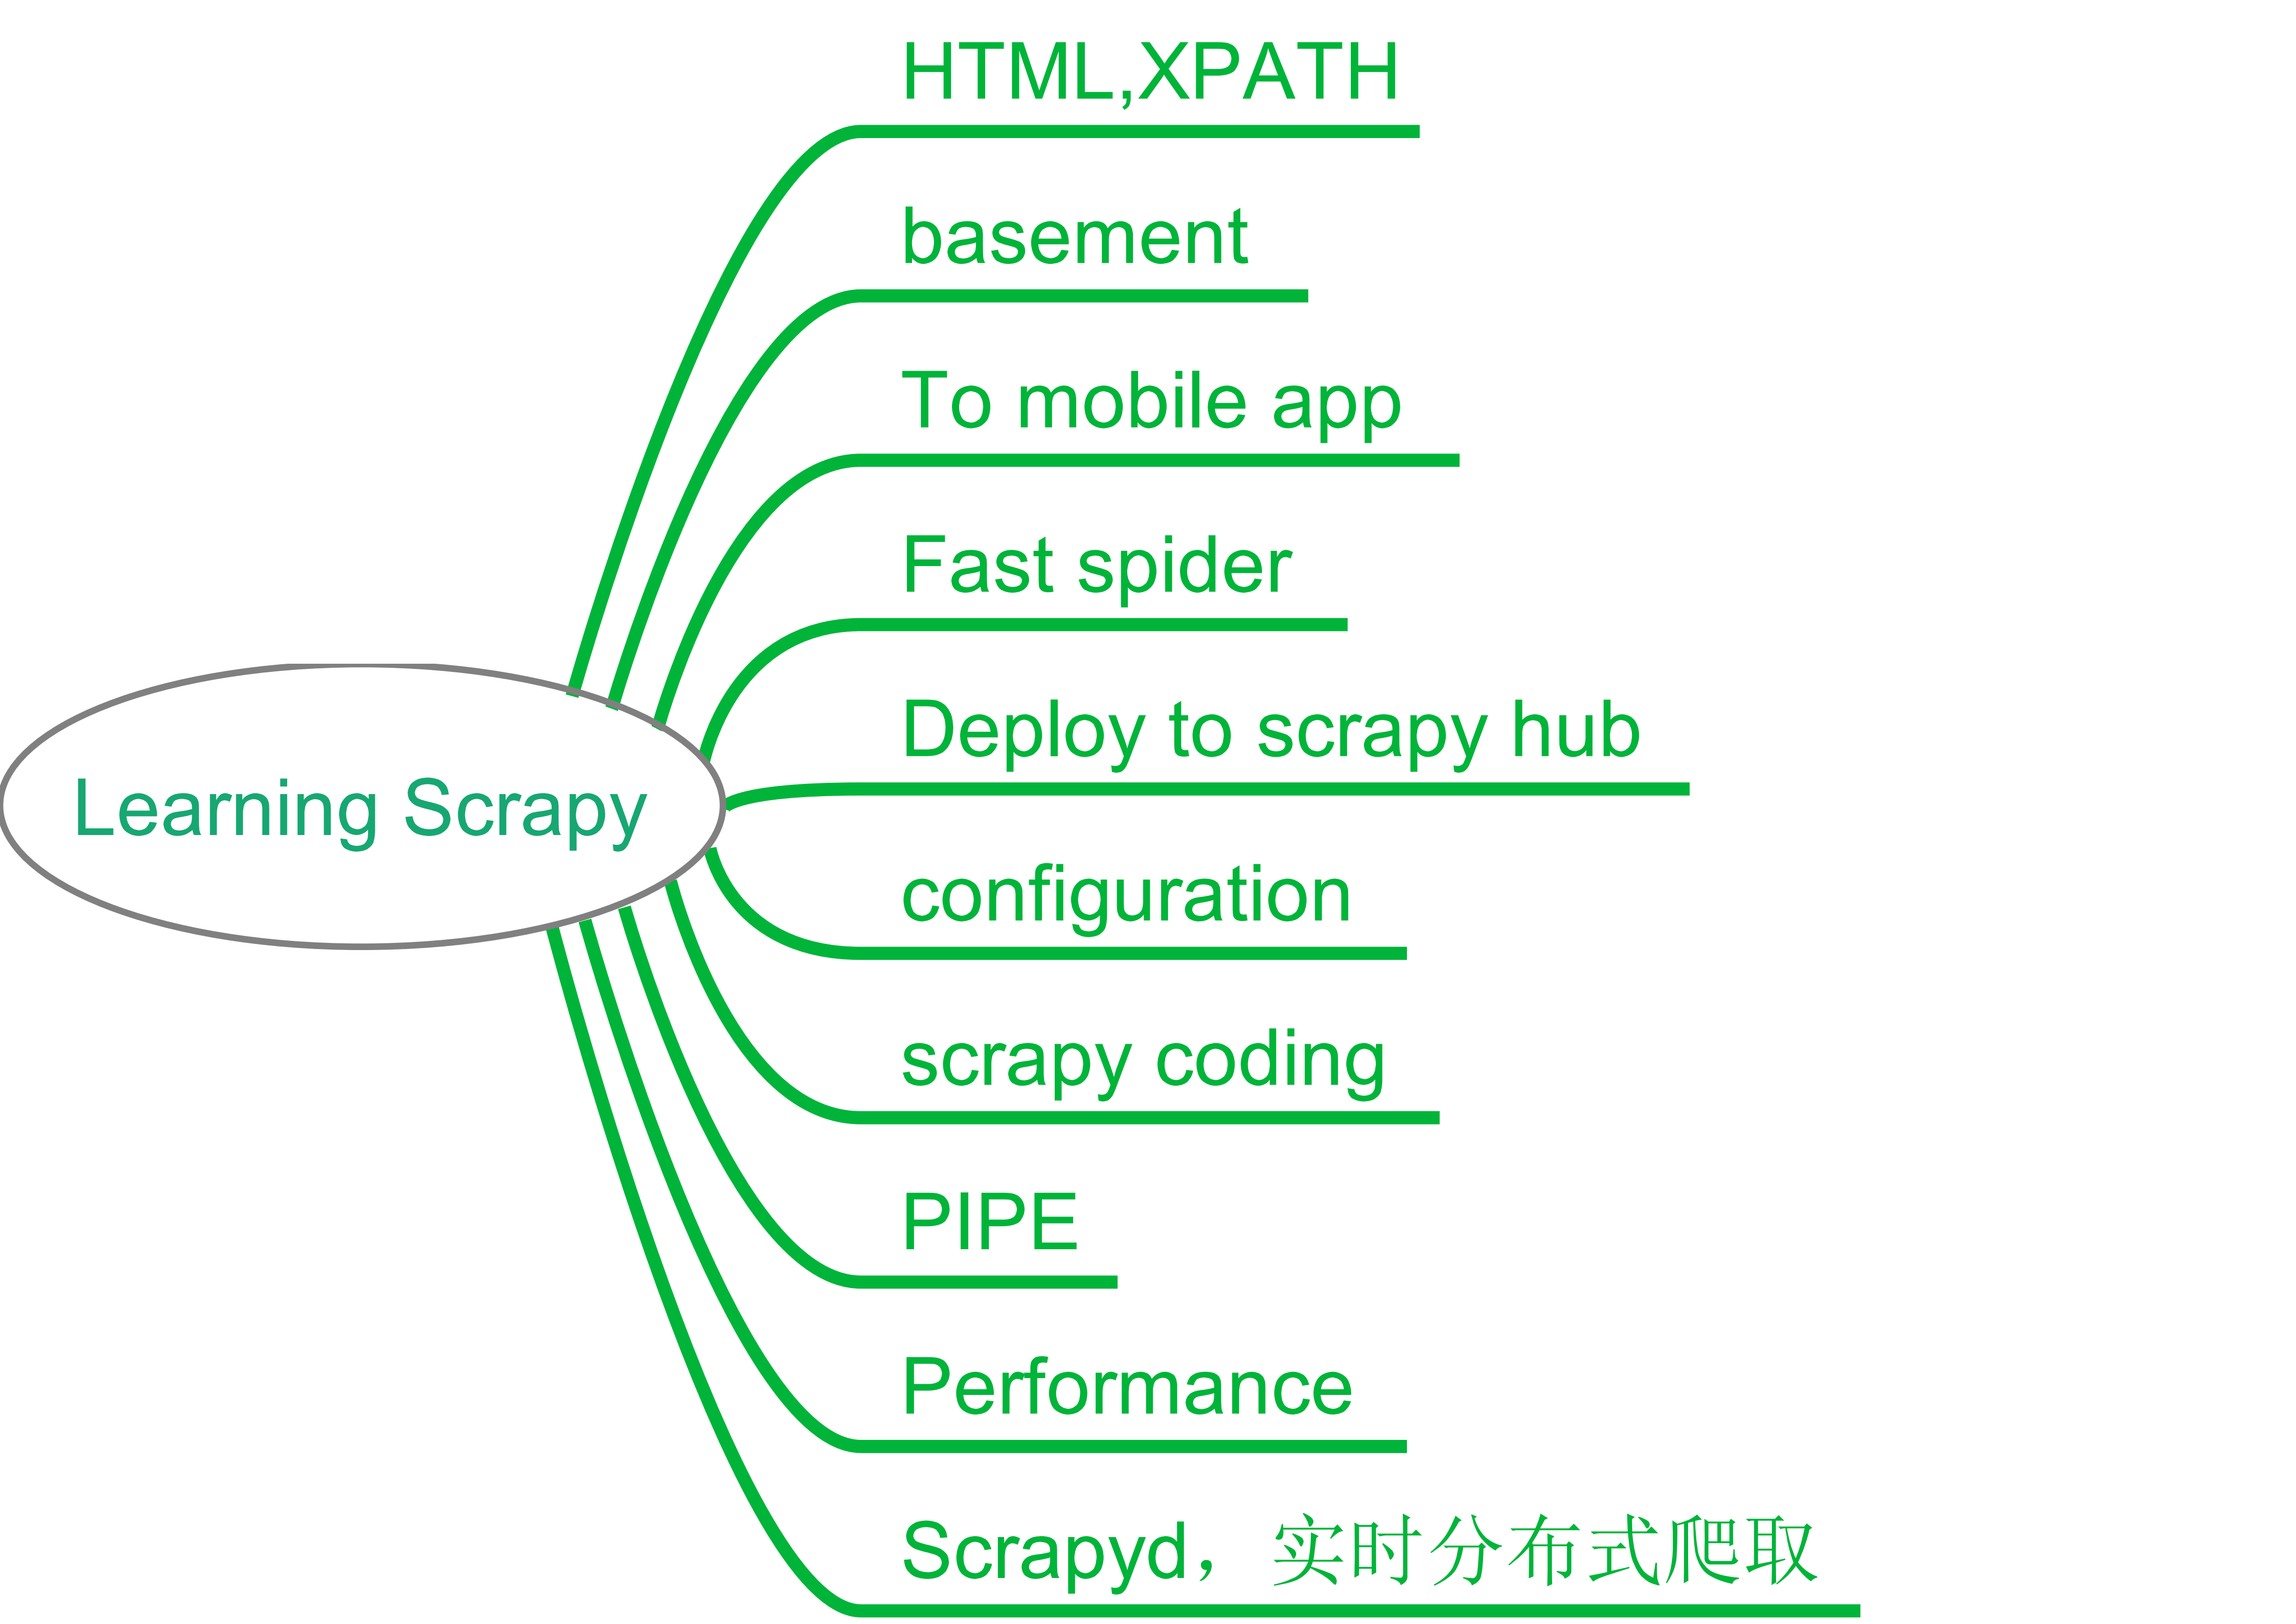 HTML,XPATH
basement
To mobile app
Fast spider
Deploy to scrapy hub
Learning Scrapy
configuration
scrapy coding
PIPE
Performance
Scrapyd，实时分布式爬取